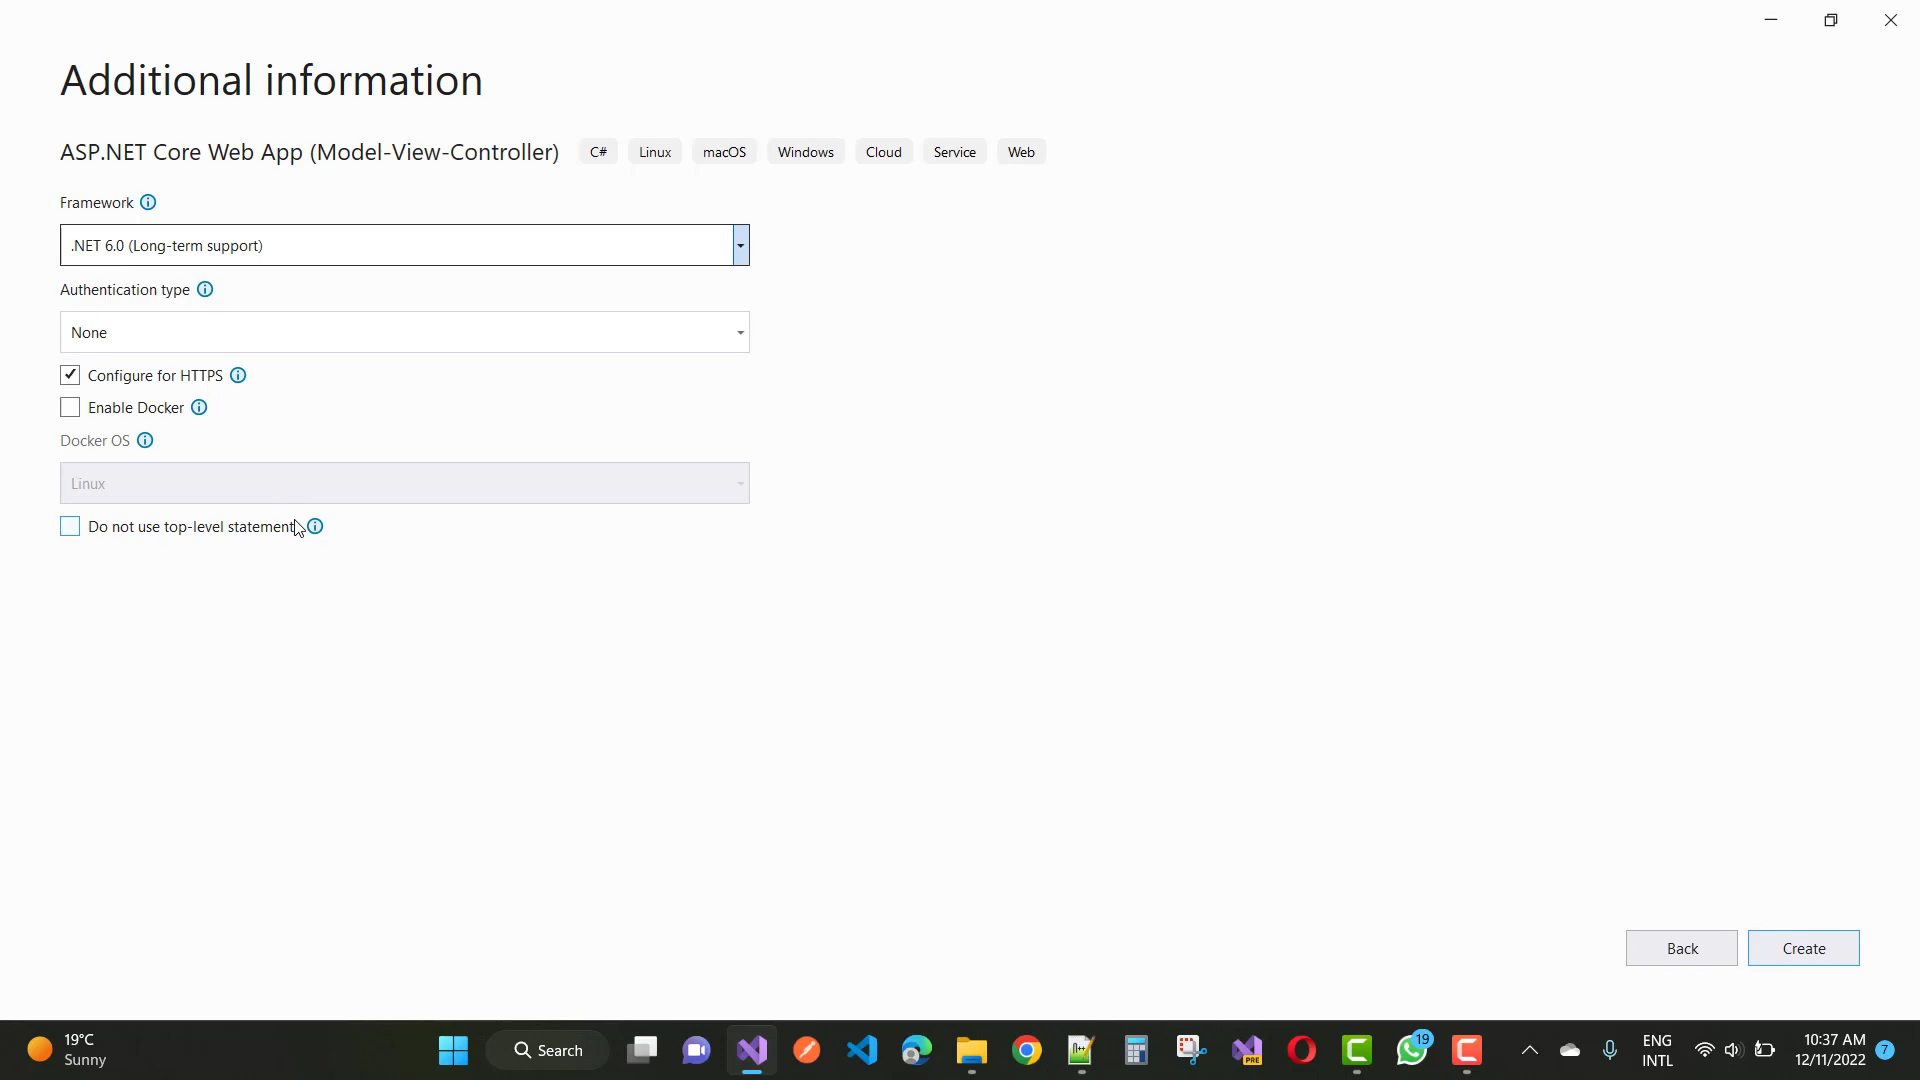 Additional information
ASP.NET Core Web App (Model-View-Controller) C# Linux macOS Windows Cloud Service Web
Framework
.NET 6.0 (Long-term support)
Authentication type
None
Configure for HTTPS
Enable Docker
Docker OS
Linux
Do not use top-level statement
Back Create
19°C
Sunny
Search
PRE
19
ENG
INTL
10:37 AM
12/11/2022
7